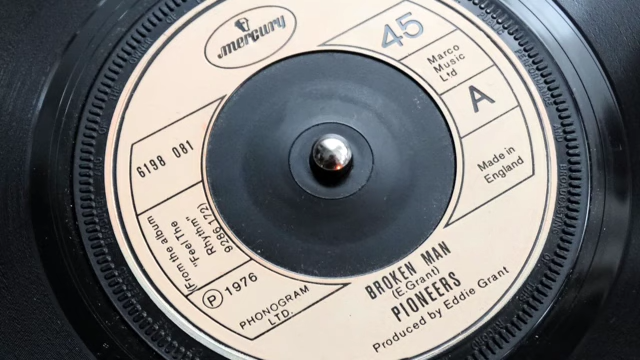 mercury
45
Marco
Music
Ltd
A
Made in
England
6198 081
(From the album
"Feel The
Rhythm"
9286 172)
℗ 1976
PHONOGRAM
LTD.
BROKEN MAN
(E.Grant)
PIONEERS
Produced by Eddie Grant